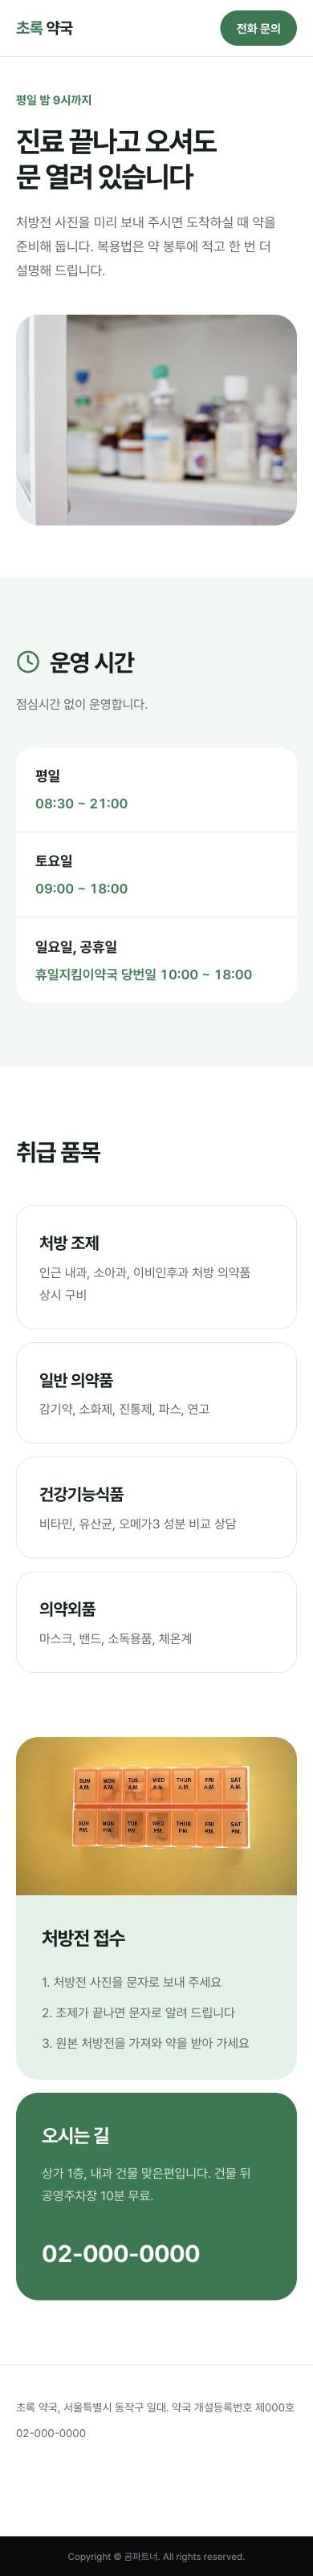 초록 약국
전화 문의
평일 밤 9시까지
진료 끝나고 오셔도
문 열려 있습니다
처방전 사진을 미리 보내 주시면 도착하실 때 약을
준비해 둡니다. 복용법은 약 봉투에 적고 한 번 더
설명해 드립니다.
운영 시간
점심시간 없이 운영합니다.
평일
08:30 ~ 21:00
토요일
09:00 ~ 18:00
일요일, 공휴일
휴일지킴이약국 당번일 10:00 ~ 18:00
취급 품목
처방 조제
인근 내과, 소아과, 이비인후과 처방 의약품
상시 구비
일반 의약품
감기약, 소화제, 진통제, 파스, 연고
건강기능식품
비타민, 유산균, 오메가3 성분 비교 상담
의약외품
마스크, 밴드, 소독용품, 체온계
SUN A.M. MON A.M. TUE A.M. WED A.M. THUR A.M. FRI A.M. SAT A.M.
SUN P.M. MON P.M. TUE P.M. WED P.M. THUR P.M. FRI P.M. SAT P.M.
처방전 접수
1. 처방전 사진을 문자로 보내 주세요
2. 조제가 끝나면 문자로 알려 드립니다
3. 원본 처방전을 가져와 약을 받아 가세요
오시는 길
상가 1층, 내과 건물 맞은편입니다. 건물 뒤
공영주차장 10분 무료.
02-000-0000
초록 약국, 서울특별시 동작구 일대. 약국 개설등록번호 제000호
02-000-0000
Copyright © 곰파트너. All rights reserved.